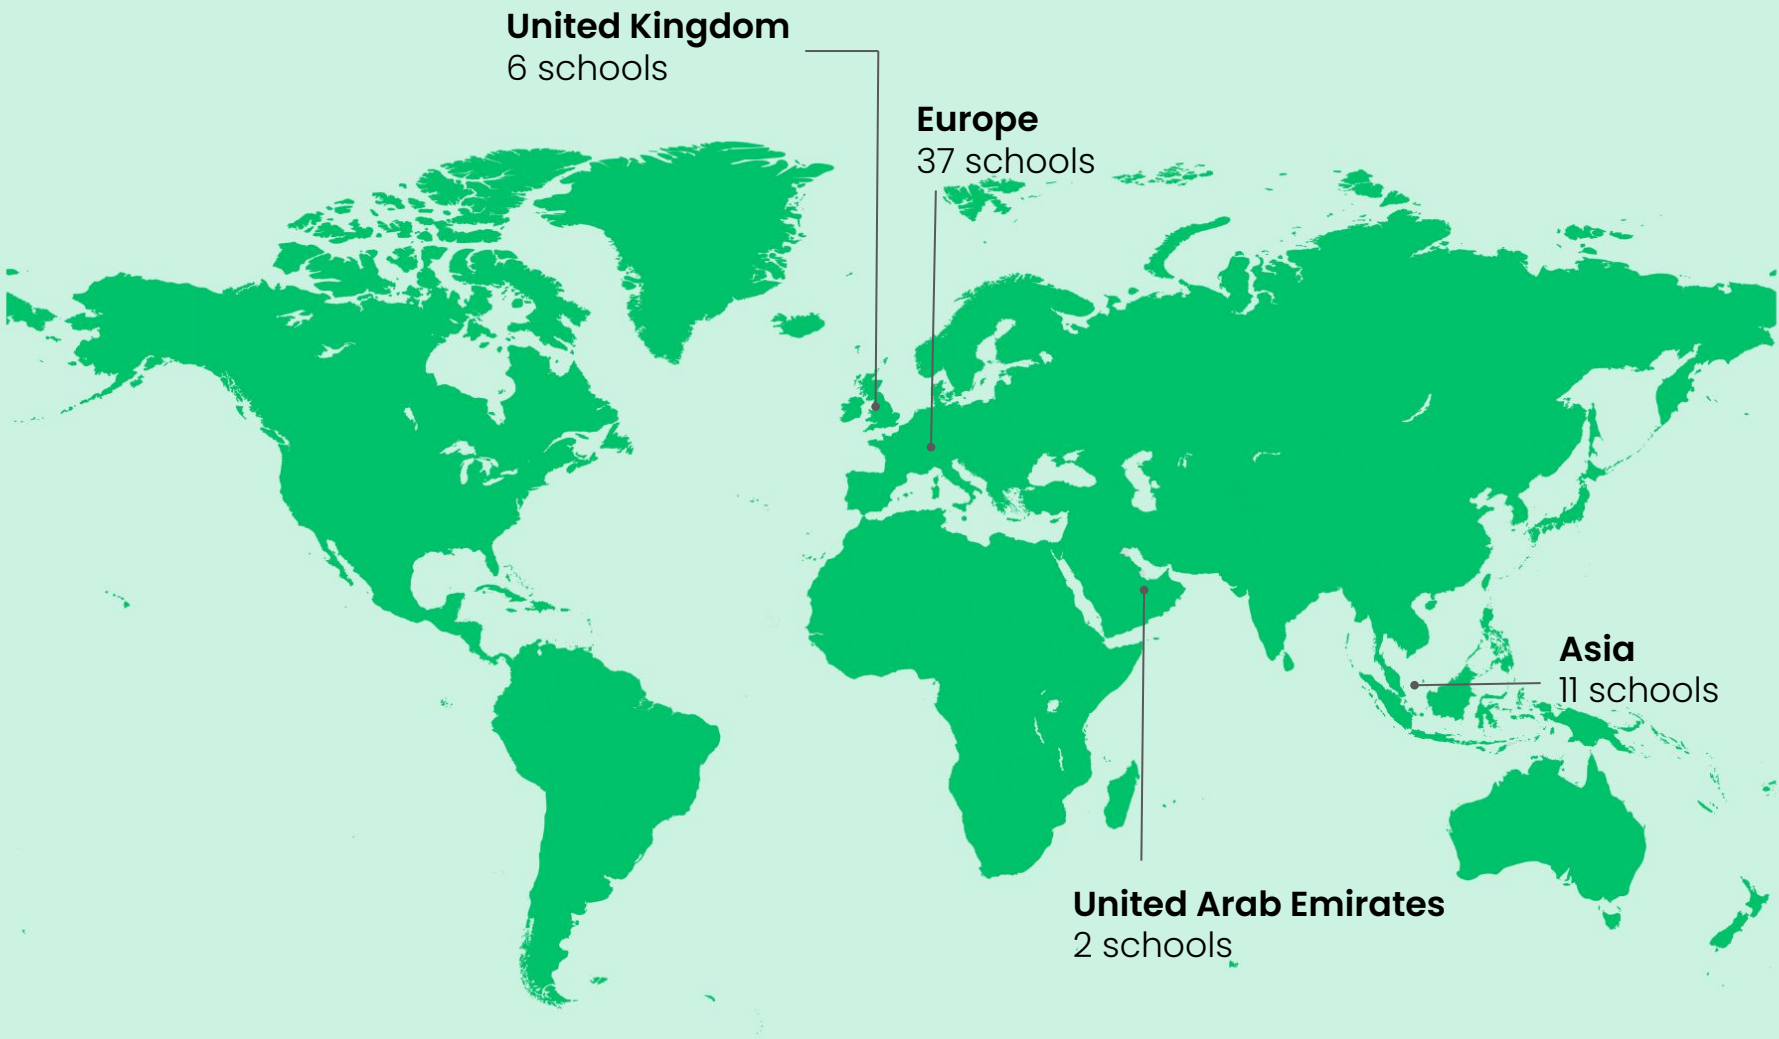 United Kingdom
6 schools
Europe
37 schools
Asia
11 schools
United Arab Emirates
2 schools